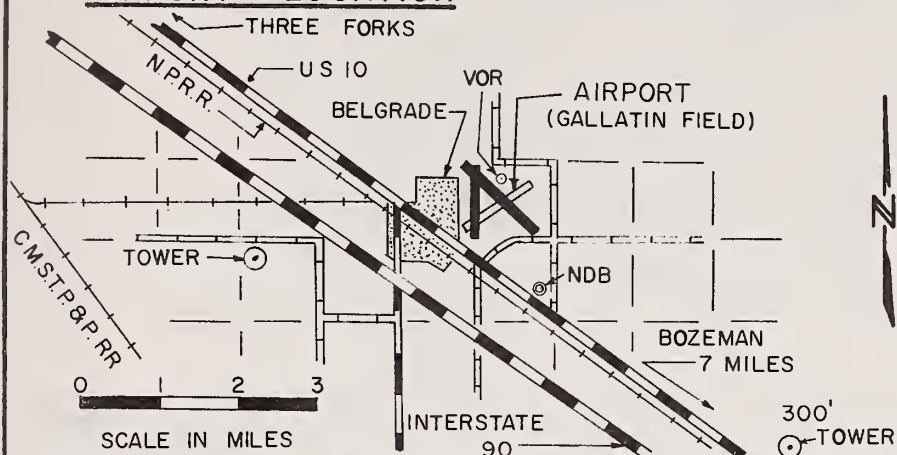 THREE FORKS
US 10
N.P.R.R.
VOR
BELGRADE
AIRPORT
(GALLATIN FIELD)
N
C.M.S.T.P.&P. RR
TOWER
NDB
BOZEMAN
7 MILES
0 1 2 3
SCALE IN MILES
INTERSTATE
90
300'
TOWER